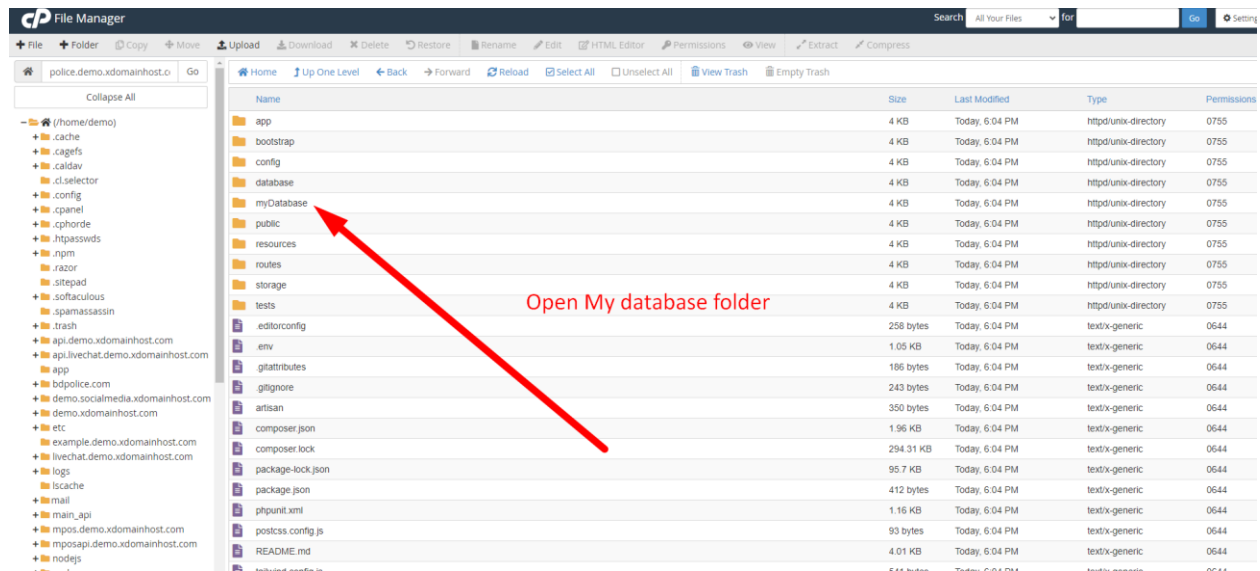 cP File Manager
Search All Your Files for Go Setting
+ File + Folder Copy Move Upload Download Delete Restore Rename Edit HTML Editor Permissions View Extract Compress
police.demo.xdomainhost.c Go
Collapse All
(/home/demo)
.cache
.cagefs
.caldav
.cl.selector
.config
.cpanel
.cphorde
.htpasswds
.npm
.razor
.sitepad
.softaculous
.spamassassin
.trash
api.demo.xdomainhost.com
api.livechat.demo.xdomainhost.com
app
bdpolice.com
demo.socialmedia.xdomainhost.com
demo.xdomainhost.com
etc
example.demo.xdomainhost.com
livechat.demo.xdomainhost.com
logs
lscache
mail
main_api
mpos.demo.xdomainhost.com
mposapi.demo.xdomainhost.com
nodejs
Home Up One Level Back Forward Reload Select All Unselect All View Trash Empty Trash
Name Size Last Modified Type Permissions
app 4 KB Today, 6:04 PM httpd/unix-directory 0755
bootstrap 4 KB Today, 6:04 PM httpd/unix-directory 0755
config 4 KB Today, 6:04 PM httpd/unix-directory 0755
database 4 KB Today, 6:04 PM httpd/unix-directory 0755
myDatabase 4 KB Today, 6:04 PM httpd/unix-directory 0755
public 4 KB Today, 6:04 PM httpd/unix-directory 0755
resources 4 KB Today, 6:04 PM httpd/unix-directory 0755
routes 4 KB Today, 6:04 PM httpd/unix-directory 0755
storage 4 KB Today, 6:04 PM httpd/unix-directory 0755
tests 4 KB Today, 6:04 PM httpd/unix-directory 0755
Open My database folder
.editorconfig 258 bytes Today, 6:04 PM text/x-generic 0644
.env 1.05 KB Today, 6:04 PM text/x-generic 0644
.gitattributes 186 bytes Today, 6:04 PM text/x-generic 0644
.gitignore 243 bytes Today, 6:04 PM text/x-generic 0644
artisan 350 bytes Today, 6:04 PM text/x-generic 0644
composer.json 1.96 KB Today, 6:04 PM text/x-generic 0644
composer.lock 294.31 KB Today, 6:04 PM text/x-generic 0644
package-lock.json 95.7 KB Today, 6:04 PM text/x-generic 0644
package.json 412 bytes Today, 6:04 PM text/x-generic 0644
phpunit.xml 1.16 KB Today, 6:04 PM text/x-generic 0644
postcss.config.js 93 bytes Today, 6:04 PM text/x-generic 0644
README.md 4.01 KB Today, 6:04 PM text/x-generic 0644
tailwind.config.js 541 bytes Today, 6:04 PM text/x-generic 0644